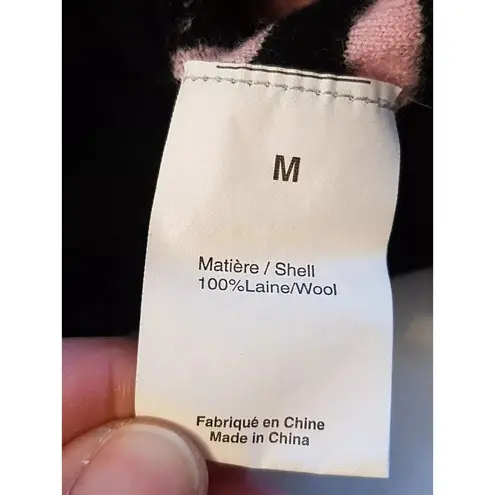 M
Matière / Shell
100%Laine/Wool
Fabriqué en Chine
Made in China